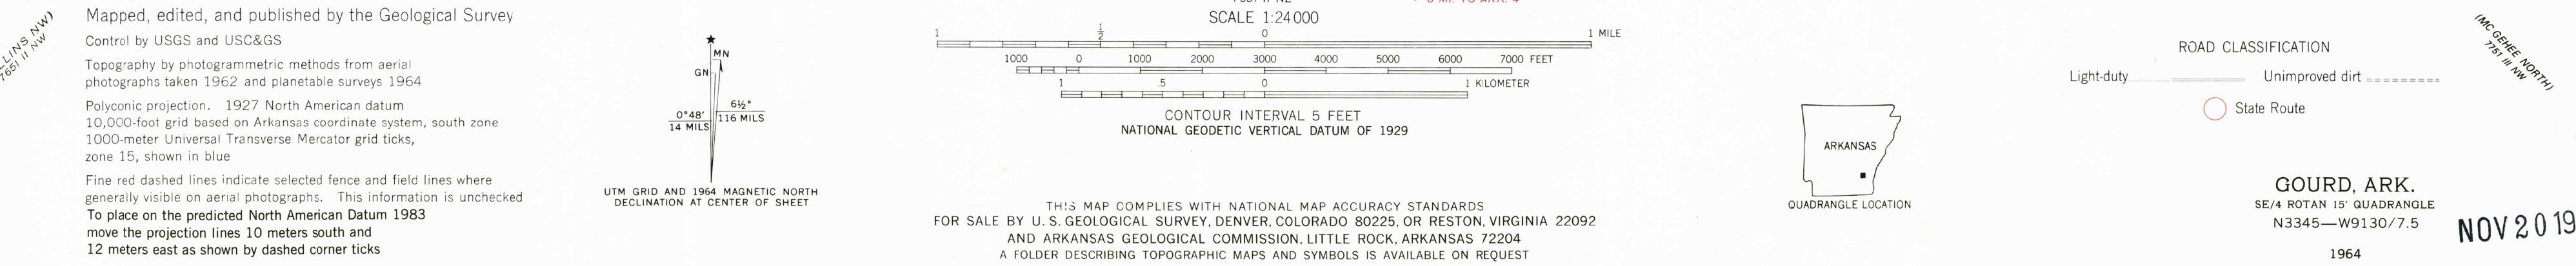 Mapped, edited, and published by the Geological Survey
Control by USGS and USC&GS
Topography by photogrammetric methods from aerial
photographs taken 1962 and planetable surveys 1964
Polyconic projection. 1927 North American datum
10,000-foot grid based on Arkansas coordinate system, south zone
1000-meter Universal Transverse Mercator grid ticks,
zone 15, shown in blue
Fine red dashed lines indicate selected fence and field lines where
generally visible on aerial photographs. This information is unchecked
To place on the predicted North American Datum 1983
move the projection lines 10 meters south and
12 meters east as shown by dashed corner ticks
7651 II NW
★
MN
GN
0°48'
14 MILS
6½°
116 MILS
UTM GRID AND 1964 MAGNETIC NORTH
DECLINATION AT CENTER OF SHEET
SCALE 1:24 000
1 ½ 0 1 MILE
1000 0 1000 2000 3000 4000 5000 6000 7000 FEET
1 .5 0 1 KILOMETER
CONTOUR INTERVAL 5 FEET
NATIONAL GEODETIC VERTICAL DATUM OF 1929
THIS MAP COMPLIES WITH NATIONAL MAP ACCURACY STANDARDS
FOR SALE BY U. S. GEOLOGICAL SURVEY, DENVER, COLORADO 80225, OR RESTON, VIRGINIA 22092
AND ARKANSAS GEOLOGICAL COMMISSION, LITTLE ROCK, ARKANSAS 72204
A FOLDER DESCRIBING TOPOGRAPHIC MAPS AND SYMBOLS IS AVAILABLE ON REQUEST
ARKANSAS
QUADRANGLE LOCATION
ROAD CLASSIFICATION
Light-duty Unimproved dirt
State Route
(MC GEHEE NORTH)
7751 III NW
GOURD, ARK.
SE/4 ROTAN 15' QUADRANGLE
N3345—W9130/7.5
1964
NOV 2019